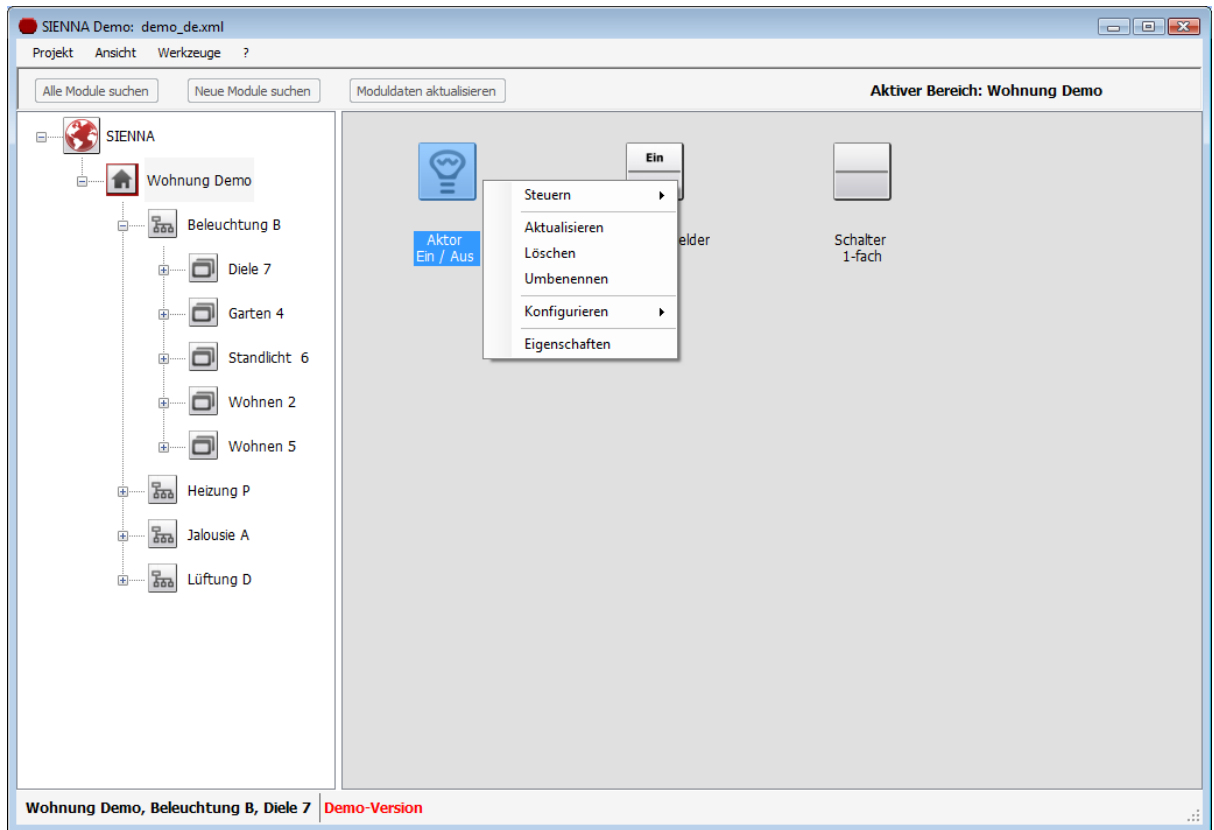 SIENNA Demo: demo_de.xml
Projekt Ansicht Werkzeuge ?
Alle Module suchen Neue Module suchen Moduldaten aktualisieren Aktiver Bereich: Wohnung Demo
SIENNA
Wohnung Demo
Beleuchtung B
Diele 7
Garten 4
Standlicht 6
Wohnen 2
Wohnen 5
Heizung P
Jalousie A
Lüftung D
Aktor
Ein / Aus
Ein
Schalter
1-fach
Steuern
Aktualisieren
Löschen
Umbenennen
Konfigurieren
Eigenschaften
Wohnung Demo, Beleuchtung B, Diele 7 Demo-Version